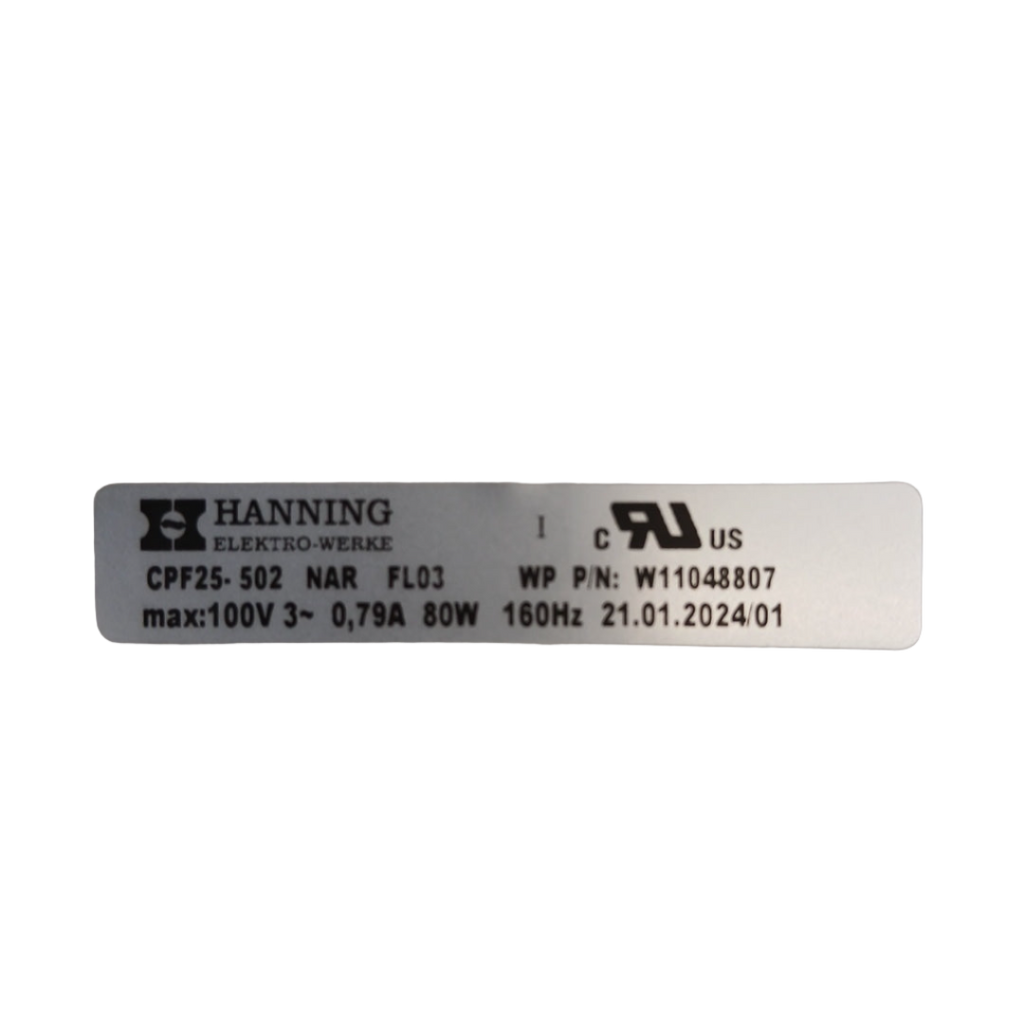 HANNING
ELEKTRO-WERKE
I
C RU US
CPF25-502 NAR FL03 WP P/N: W11048807
max:100V 3~ 0,79A 80W 160Hz 21.01.2024/01